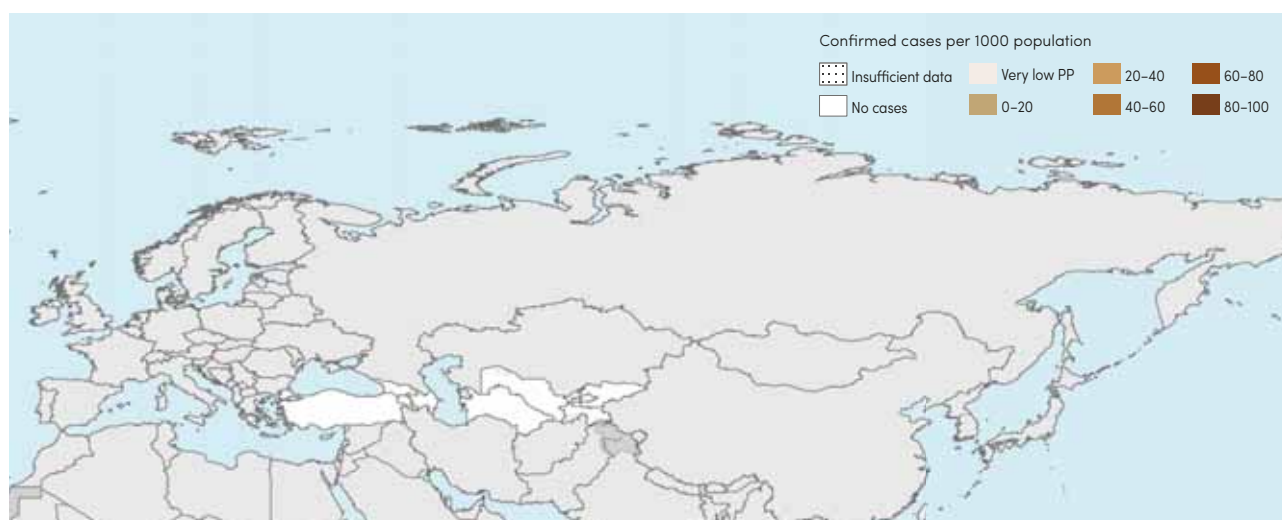 Confirmed cases per 1000 population
Insufficient data
Very low PP
20–40
60–80
No cases
0–20
40–60
80–100